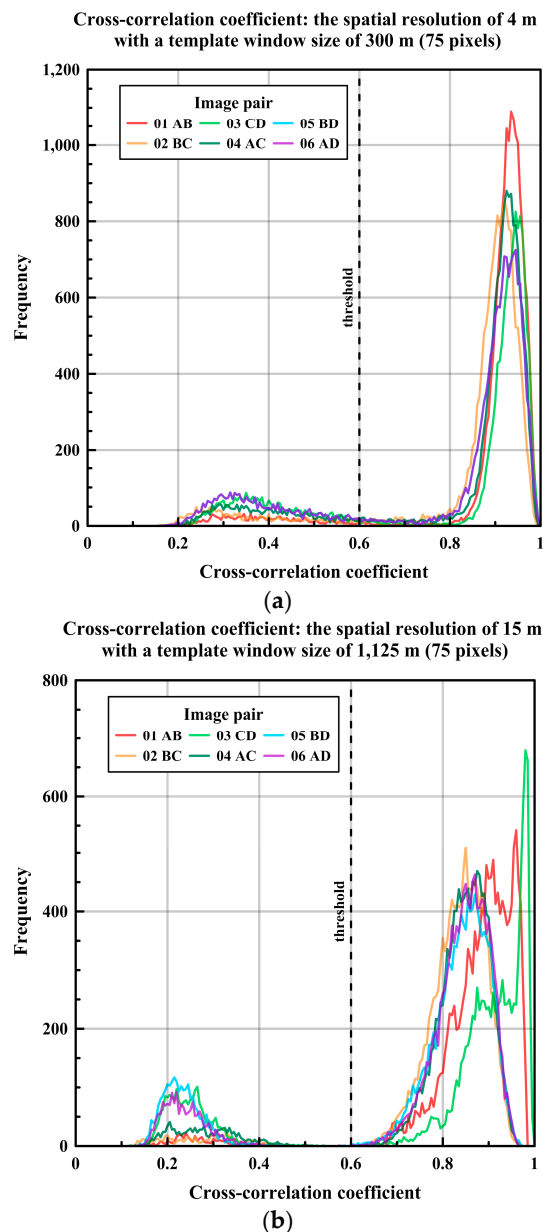 Cross-correlation coefficient: the spatial resolution of 4 m
with a template window size of 300 m (75 pixels)
1,200
1,000
800
600
400
200
0
Frequency
Image pair
01 AB 03 CD 05 BD
02 BC 04 AC 06 AD
threshold
0 0.2 0.4 0.6 0.8 1
Cross-correlation coefficient
(a)
Cross-correlation coefficient: the spatial resolution of 15 m
with a template window size of 1,125 m (75 pixels)
800
600
400
200
0
Frequency
Image pair
01 AB 03 CD 05 BD
02 BC 04 AC 06 AD
threshold
0 0.2 0.4 0.6 0.8 1
Cross-correlation coefficient
(b)